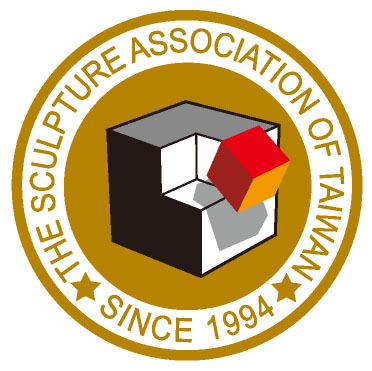 THE SCULPTURE ASSOCIATION OF TAIWAN
SINCE 1994